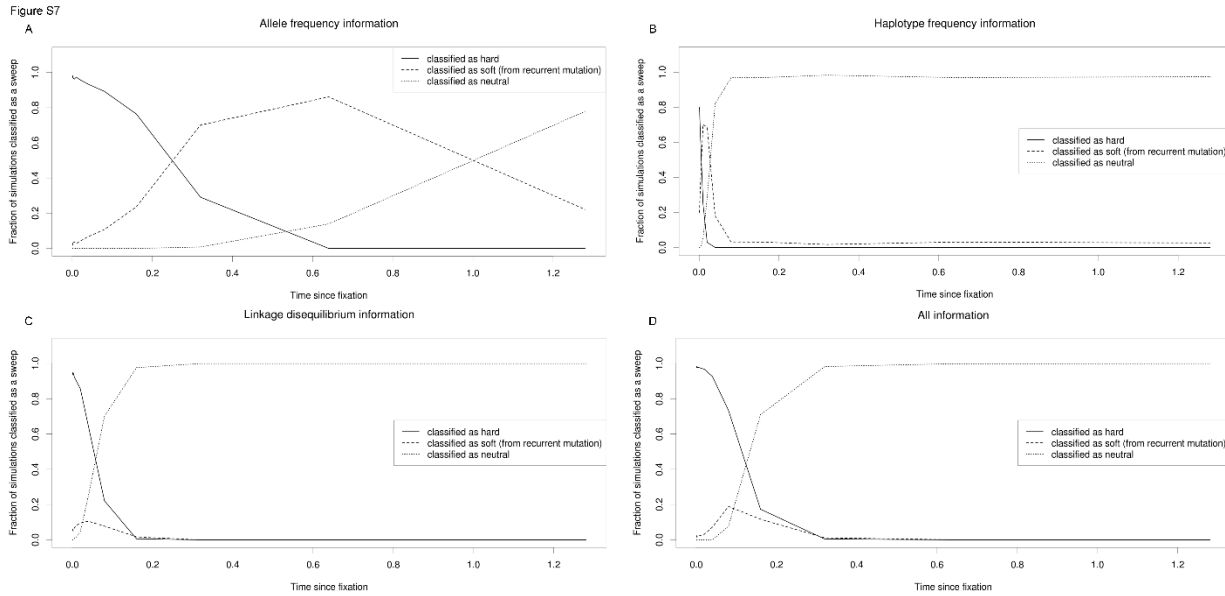 Figure S7
A
Allele frequency information
Fraction of simulations classified as a sweep
1.0
0.8
0.6
0.4
0.2
0.0
classified as hard
classified as soft (from recurrent mutation)
classified as neutral
0.0 0.2 0.4 0.6 0.8 1.0 1.2
Time since fixation
B
Haplotype frequency information
Fraction of simulations classified as a sweep
1.0
0.8
0.6
0.4
0.2
0.0
classified as hard
classified as soft (from recurrent mutation)
classified as neutral
0.0 0.2 0.4 0.6 0.8 1.0 1.2
Time since fixation
C
Linkage disequilibrium information
Fraction of simulations classified as a sweep
1.0
0.8
0.6
0.4
0.2
0.0
classified as hard
classified as soft (from recurrent mutation)
classified as neutral
0.0 0.2 0.4 0.6 0.8 1.0 1.2
Time since fixation
D
All information
Fraction of simulations classified as a sweep
1.0
0.8
0.6
0.4
0.2
0.0
classified as hard
classified as soft (from recurrent mutation)
classified as neutral
0.0 0.2 0.4 0.6 0.8 1.0 1.2
Time since fixation